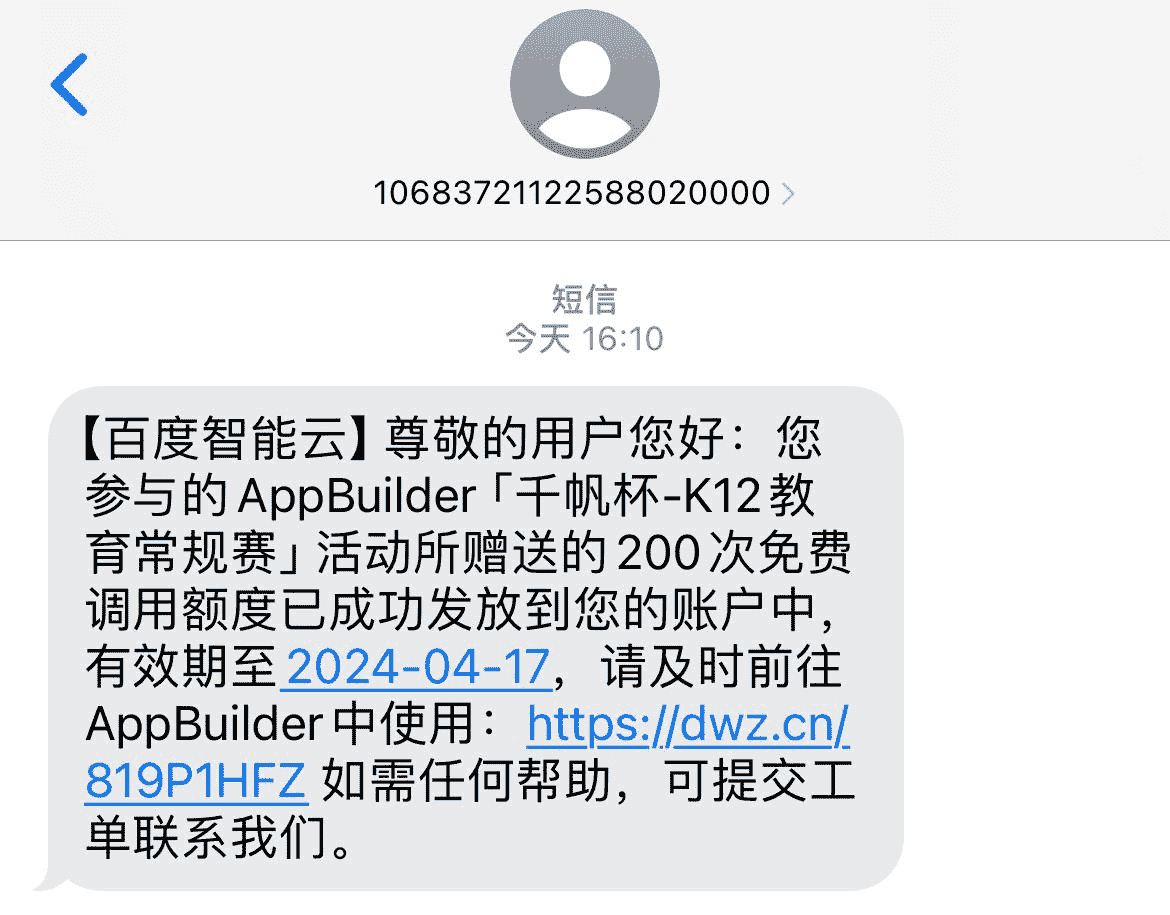 10683721122588020000
短信
今天 16:10
【百度智能云】尊敬的用户您好：您
参与的AppBuilder「千帆杯-K12教
育常规赛」活动所赠送的200次免费
调用额度已成功发放到您的账户中，
有效期至2024-04-17，请及时前往
AppBuilder中使用：https://dwz.cn/
819P1HFZ 如需任何帮助，可提交工
单联系我们。